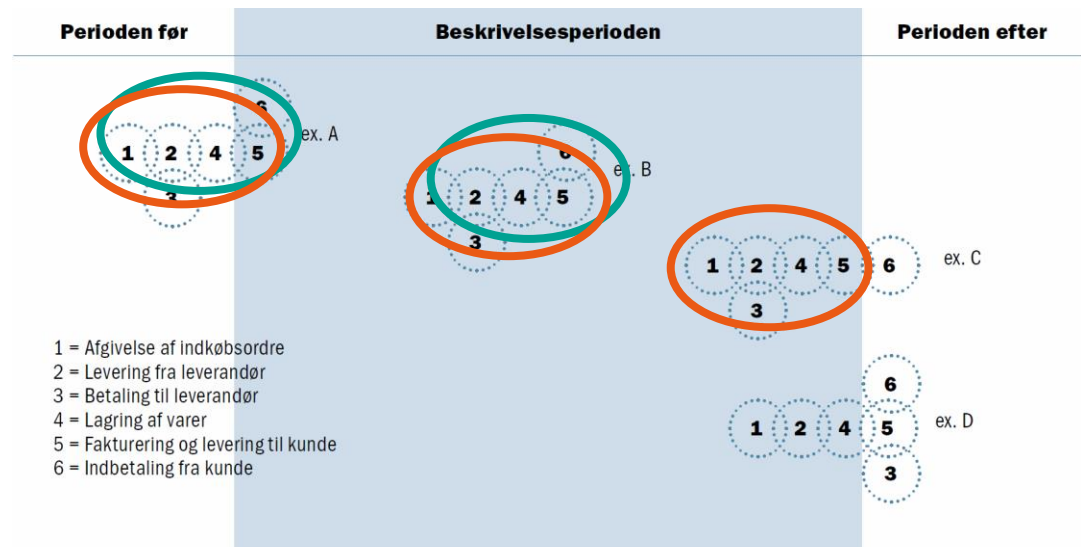 Perioden før Beskrivelsesperioden Perioden efter
6
ex. A
1 2 4 5
3
6
ex. B
1 2 4 5
3
1 2 4 5 6 ex. C
3
1 = Afgivelse af indkøbsordre
2 = Levering fra leverandør
3 = Betaling til leverandør
4 = Lagring af varer
5 = Fakturering og levering til kunde
6 = Indbetaling fra kunde
6
1 2 4 5 ex. D
3